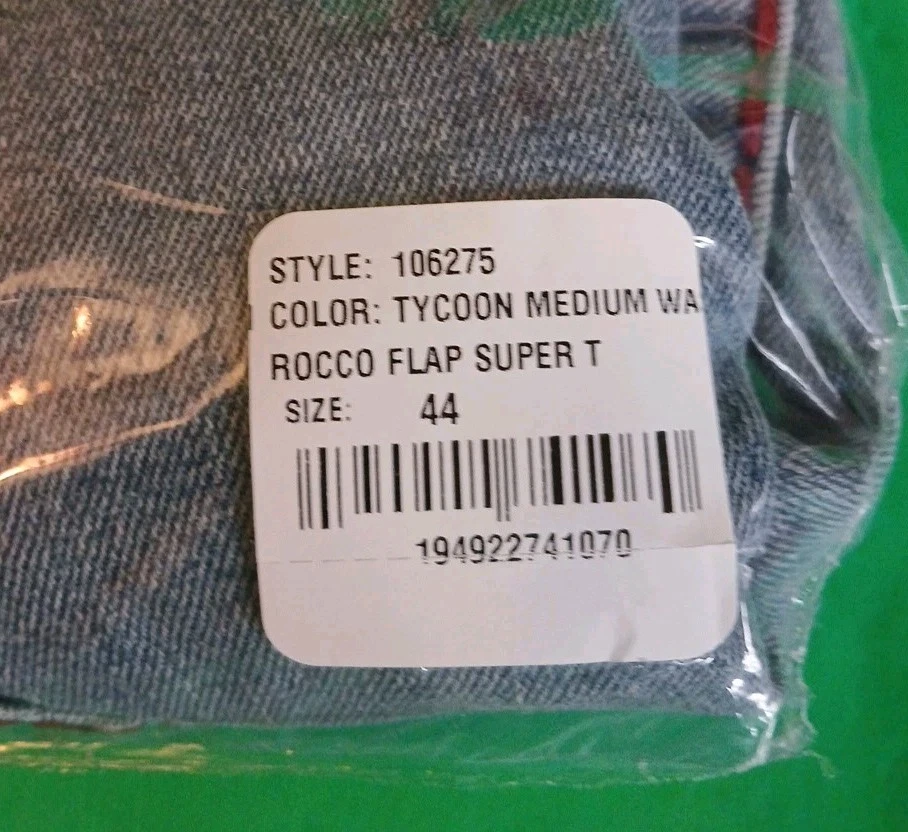 STYLE: 106275
COLOR: TYCOON MEDIUM WA
ROCCO FLAP SUPER T
SIZE: 44
194922741070